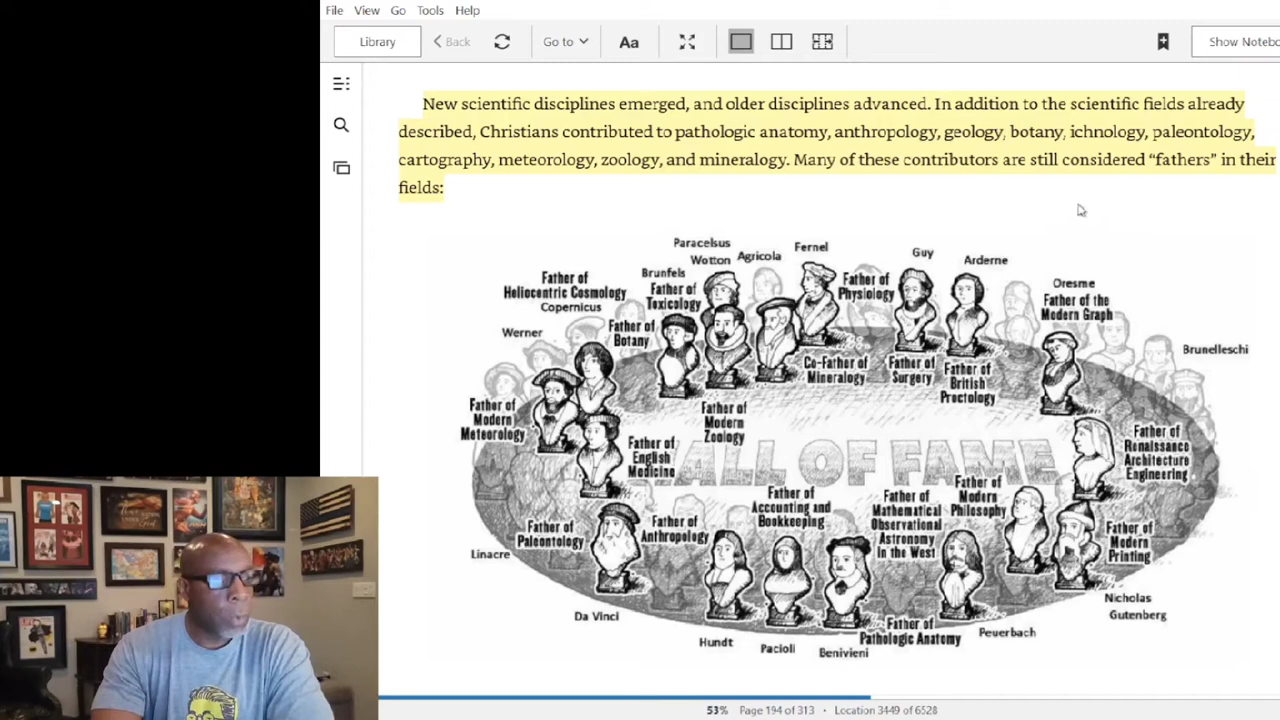 File View Go Tools Help
Library Back Go to Aa Show Notebo
New scientific disciplines emerged, and older disciplines advanced. In addition to the scientific fields already
described, Christians contributed to pathologic anatomy, anthropology, geology, botany, ichnology, paleontology,
cartography, meteorology, zoology, and mineralogy. Many of these contributors are still considered “fathers” in their
fields:
Paracelsus
Wotton
Agricola
Fernel
Guy
Arderne
Brunfels
Father of
Toxicology
Father of
Physiology
Father of
Heliocentric Cosmology
Copernicus
Oresme
Father of the
Modern Graph
Werner
Father of
Botany
Brunelleschi
Co-Father of
Mineralogy
Father of
Surgery
Father of
British
Proctology
Father of
Modern
Meteorology
Father of
Modern
Zoology
Father of
English
Medicine
HALL OF FAME
Father of
Renaissance
Architecture
Engineering
Father of
Paleontology
Father of
Anthropology
Father of
Accounting and
Bookkeeping
Father of
Mathematical
Observational
Astronomy
in the West
Father of
Modern
Philosophy
Father of
Modern
Printing
Linacre
Da Vinci
Hundt
Pacioli
Benivieni
Father of
Pathologic Anatomy
Peuerbach
Nicholas
Gutenberg
53% Page 194 of 313 • Location 3449 of 6528